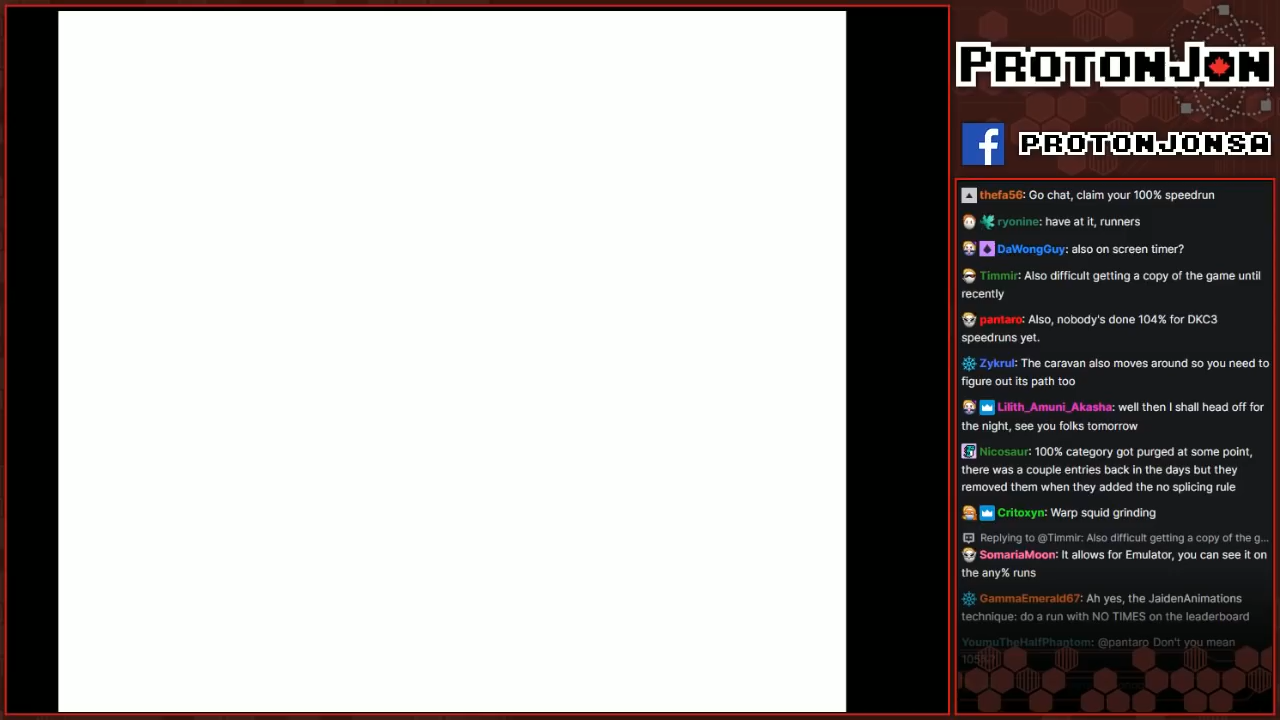 PROTONJON
PROTONJONSA
thefa56: Go chat, claim your 100% speedrun
ryonine: have at it, runners
DaWongGuy: also on screen timer?
Timmir: Also difficult getting a copy of the game until
recently
pantaro: Also, nobody's done 104% for DKC3
speedruns yet.
Zykrul: The caravan also moves around so you need to
figure out its path too
Lilith_Amuni_Akasha: well then I shall head off for
the night, see you folks tomorrow
Nicosaur: 100% category got purged at some point,
there was a couple entries back in the days but they
removed them when they added the no splicing rule
Critoxyn: Warp squid grinding
Replying to @Timmir: Also difficult getting a copy of the g...
SomariaMoon: It allows for Emulator, you can see it on
the any% runs
GammaEmerald67: Ah yes, the JaidenAnimations
technique: do a run with NO TIMES on the leaderboard
YoumuTheHalfPhantom: @pantaro Don't you mean